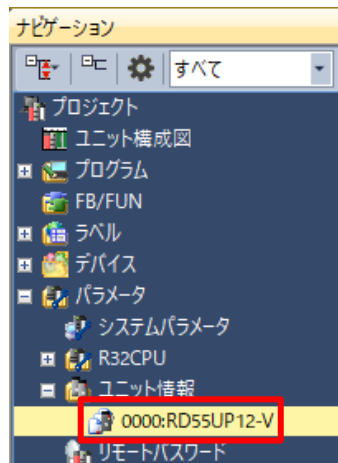 ナビゲーション
すべて
プロジェクト
ユニット構成図
プログラム
FB/FUN
ラベル
デバイス
パラメータ
システムパラメータ
R32CPU
ユニット情報
0000:RD55UP12-V
リモートパスワード